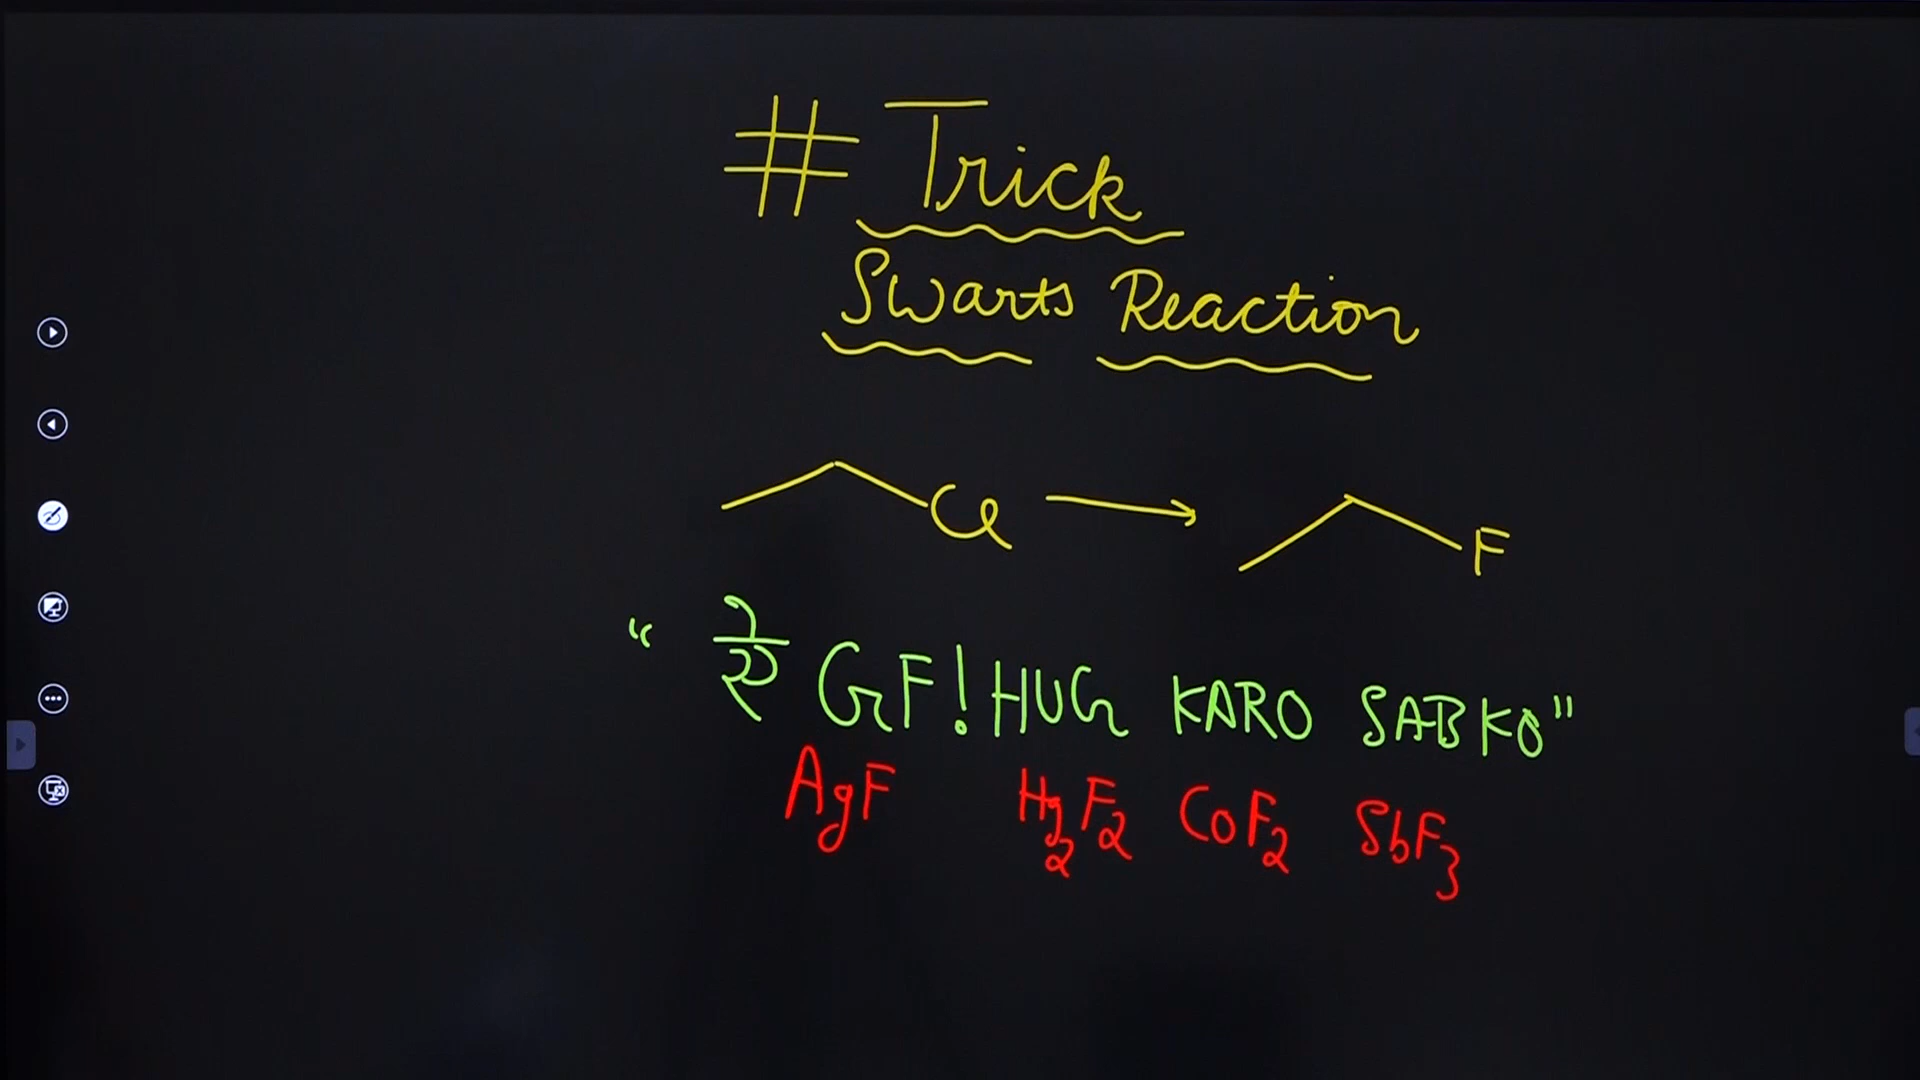 # Trick
Swarts Reaction
Cl → F
“ ऐ GF! HUG KARO SABKO”
AgF Hg₂F₂ CoF₂ SbF₃